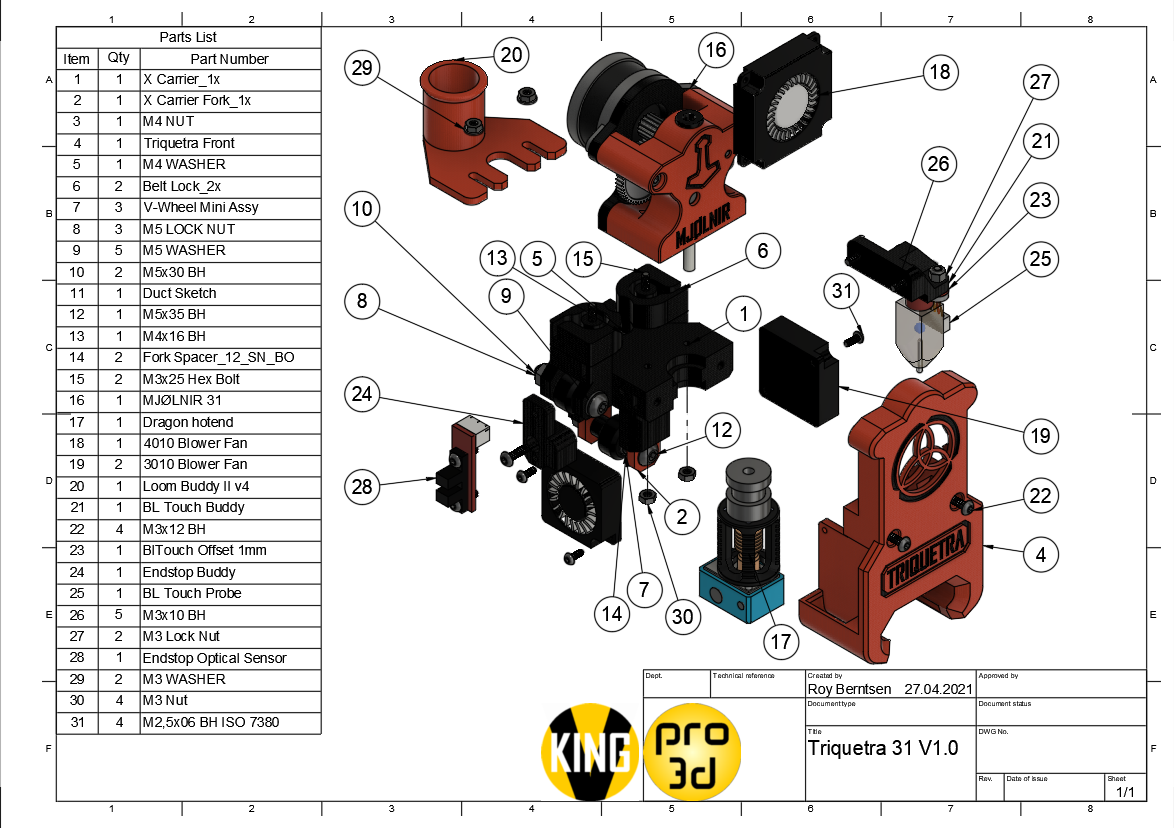 1 2 3 4 5 6 7 8
Parts List
Item Qty Part Number
1 1 X Carrier_1x
2 1 X Carrier Fork_1x
3 1 M4 NUT
4 1 Triquetra Front
5 1 M4 WASHER
6 2 Belt Lock_2x
7 3 V-Wheel Mini Assy
8 3 M5 LOCK NUT
9 5 M5 WASHER
10 2 M5x30 BH
11 1 Duct Sketch
12 1 M5x35 BH
13 1 M4x16 BH
14 2 Fork Spacer_12_SN_BO
15 2 M3x25 Hex Bolt
16 1 MJØLNIR 31
17 1 Dragon hotend
18 1 4010 Blower Fan
19 2 3010 Blower Fan
20 1 Loom Buddy II v4
21 1 BL Touch Buddy
22 4 M3x12 BH
23 1 BlTouch Offset 1mm
24 1 Endstop Buddy
25 1 BL Touch Probe
26 5 M3x10 BH
27 2 M3 Lock Nut
28 1 Endstop Optical Sensor
29 2 M3 WASHER
30 4 M3 Nut
31 4 M2,5x06 BH ISO 7380
A
B
C
D
E
F
20
16
29
18
27
21
26
10
23
MJØLNIR
13
5
15
6
25
9
31
8
1
24
12
19
28
2
22
4
TRIQUETRA
7
14
30
17
A
B
C
D
E
F
KING
pro
3d
Dept.
Technical reference
Created by
Roy Berntsen 27.04.2021
Approved by
Document type
Document status
Title
Triquetra 31 V1.0
DWG No.
Rev.
Date of issue
Sheet
1/1
1 2 3 4 5 6 7 8